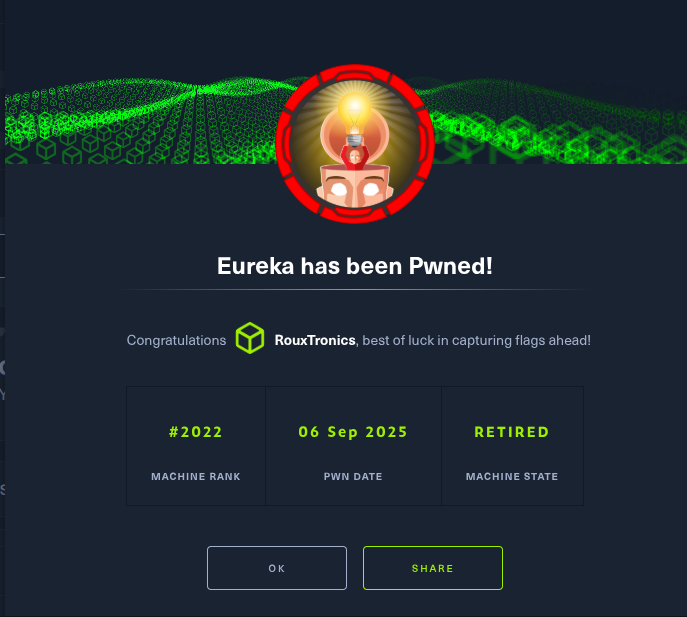 Eureka has been Pwned!
Congratulations RouxTronics, best of luck in capturing flags ahead!
#2022 06 Sep 2025 RETIRED
MACHINE RANK PWN DATE MACHINE STATE
OK SHARE